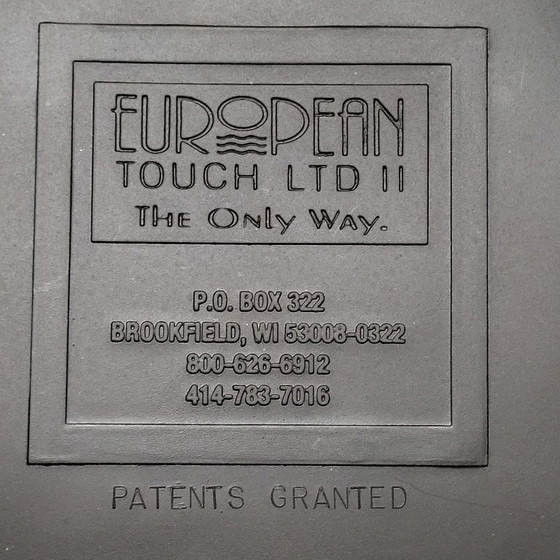 EUROPEAN
TOUCH LTD II
THE ONLY WAY.
P.O. BOX 322
BROOKFIELD, WI 53008-0322
800-626-6912
414-783-7016
PATENTS GRANTED